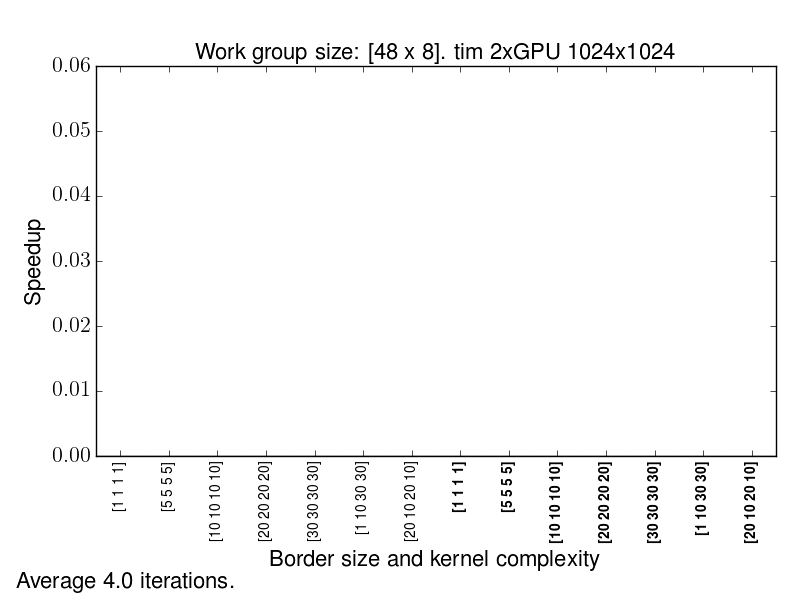 Work group size: [48 x 8]. tim 2xGPU 1024x1024
0.06
0.05
0.04
0.03
0.02
0.01
0.00
Speedup
[1 1 1 1]
[5 5 5 5]
[10 10 10 10]
[20 20 20 20]
[30 30 30 30]
[1 10 30 30]
[20 10 20 10]
[1 1 1 1]
[5 5 5 5]
[10 10 10 10]
[20 20 20 20]
[30 30 30 30]
[1 10 30 30]
[20 10 20 10]
Border size and kernel complexity
Average 4.0 iterations.